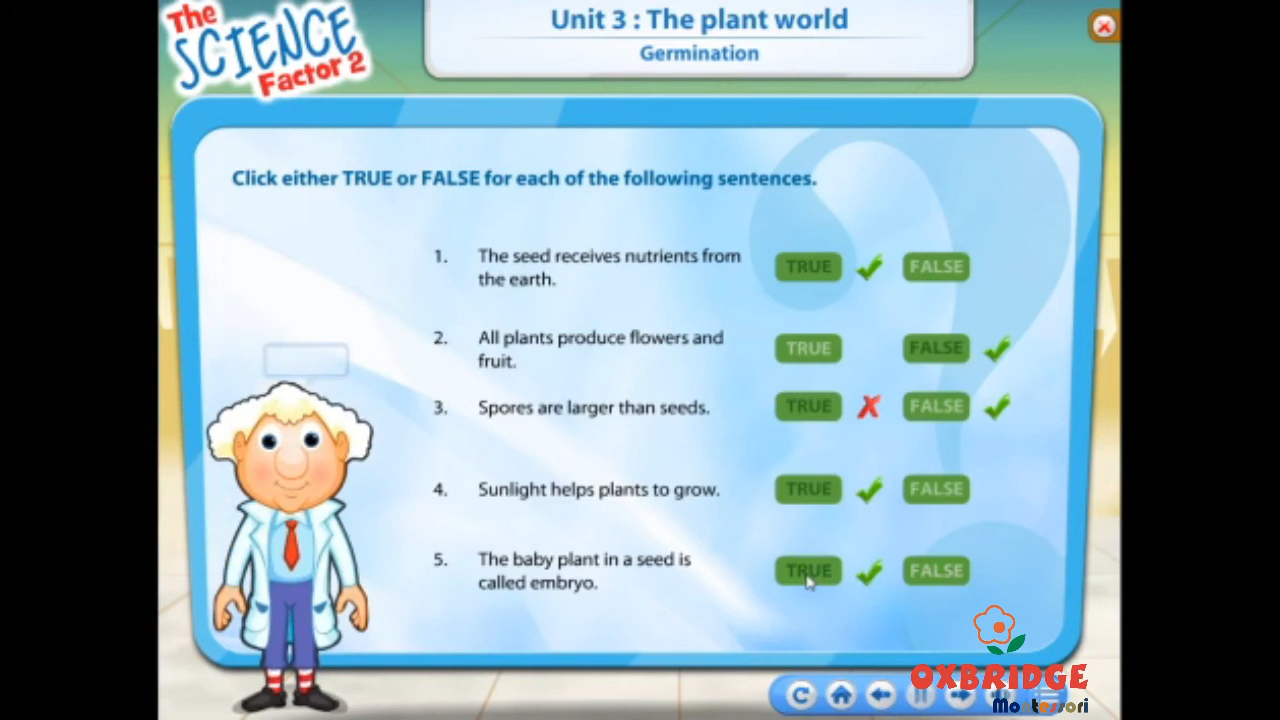 The
SCIENCE
Factor 2
Unit 3 : The plant world
Germination
Click either TRUE or FALSE for each of the following sentences.
1. The seed receives nutrients from
the earth.
TRUE FALSE
2. All plants produce flowers and
fruit.
TRUE FALSE
3. Spores are larger than seeds. TRUE FALSE
4. Sunlight helps plants to grow. TRUE FALSE
5. The baby plant in a seed is
called embryo.
TRUE FALSE
OXBRIDGE
Montessori